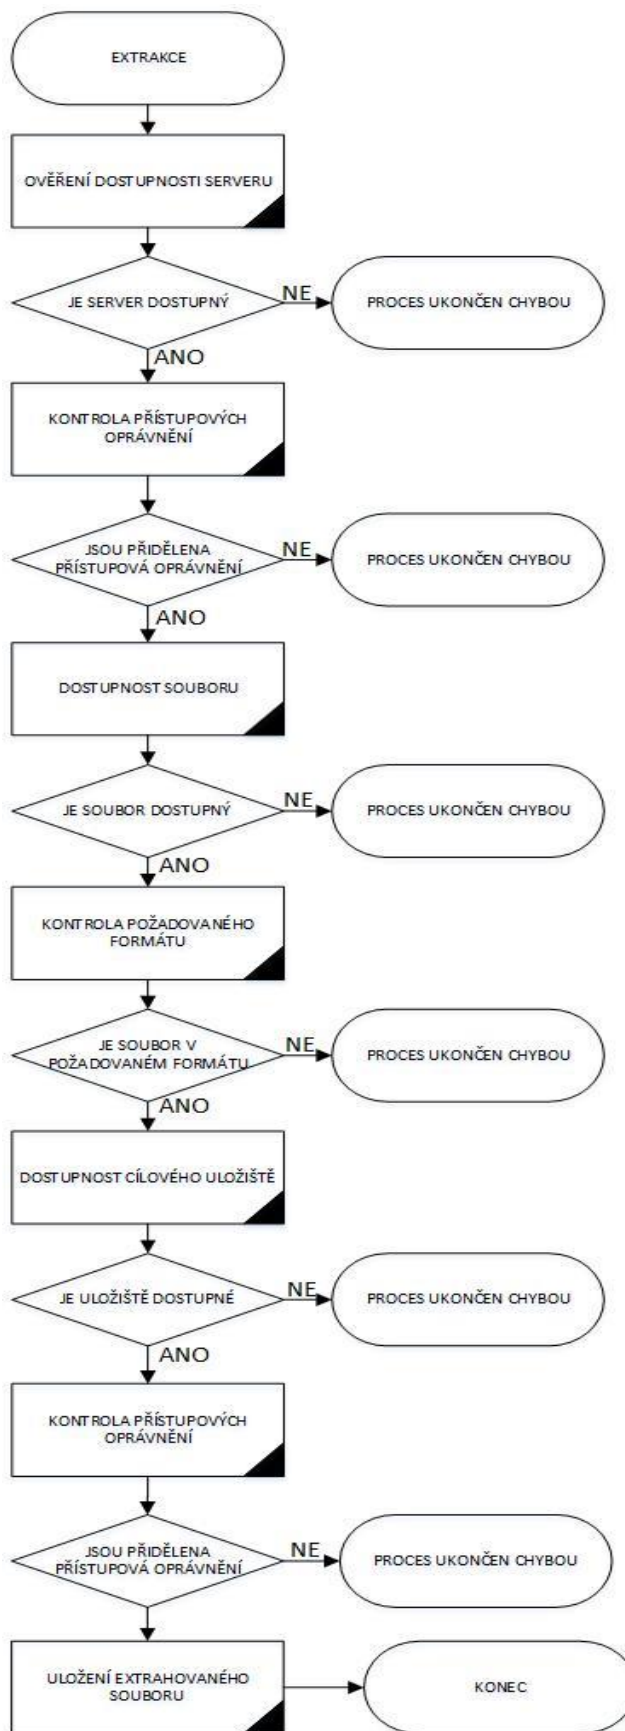 EXTRAKCE
OVĚŘENÍ DOSTUPNOSTI SERVERU
JE SERVER DOSTUPNÝ
NE
PROCES UKONČEN CHYBOU
ANO
KONTROLA PŘÍSTUPOVÝCH
OPRÁVNĚNÍ
JSOU PŘIDĚLENA
PŘÍSTUPOVÁ OPRÁVNĚNÍ
NE
PROCES UKONČEN CHYBOU
ANO
DOSTUPNOST SOUBORU
JE SOUBOR DOSTUPNÝ
NE
PROCES UKONČEN CHYBOU
ANO
KONTROLA POŽADOVANÉHO
FORMÁTU
JE SOUBOR V
POŽADOVANÉM FORMÁTU
NE
PROCES UKONČEN CHYBOU
ANO
DOSTUPNOST CÍLOVÉHO ULOŽIŠTĚ
JE ULOŽIŠTĚ DOSTUPNÉ
NE
PROCES UKONČEN CHYBOU
ANO
KONTROLA PŘÍSTUPOVÝCH
OPRÁVNĚNÍ
JSOU PŘIDĚLENA
PŘÍSTUPOVÁ OPRÁVNĚNÍ
NE
PROCES UKONČEN CHYBOU
ULOŽENÍ EXTRAHOVANÉHO
SOUBORU
KONEC